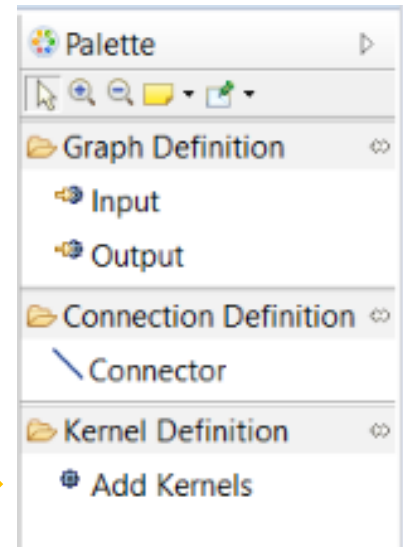 Palette
Graph Definition
Input
Output
Connection Definition
Connector
Kernel Definition
Add Kernels